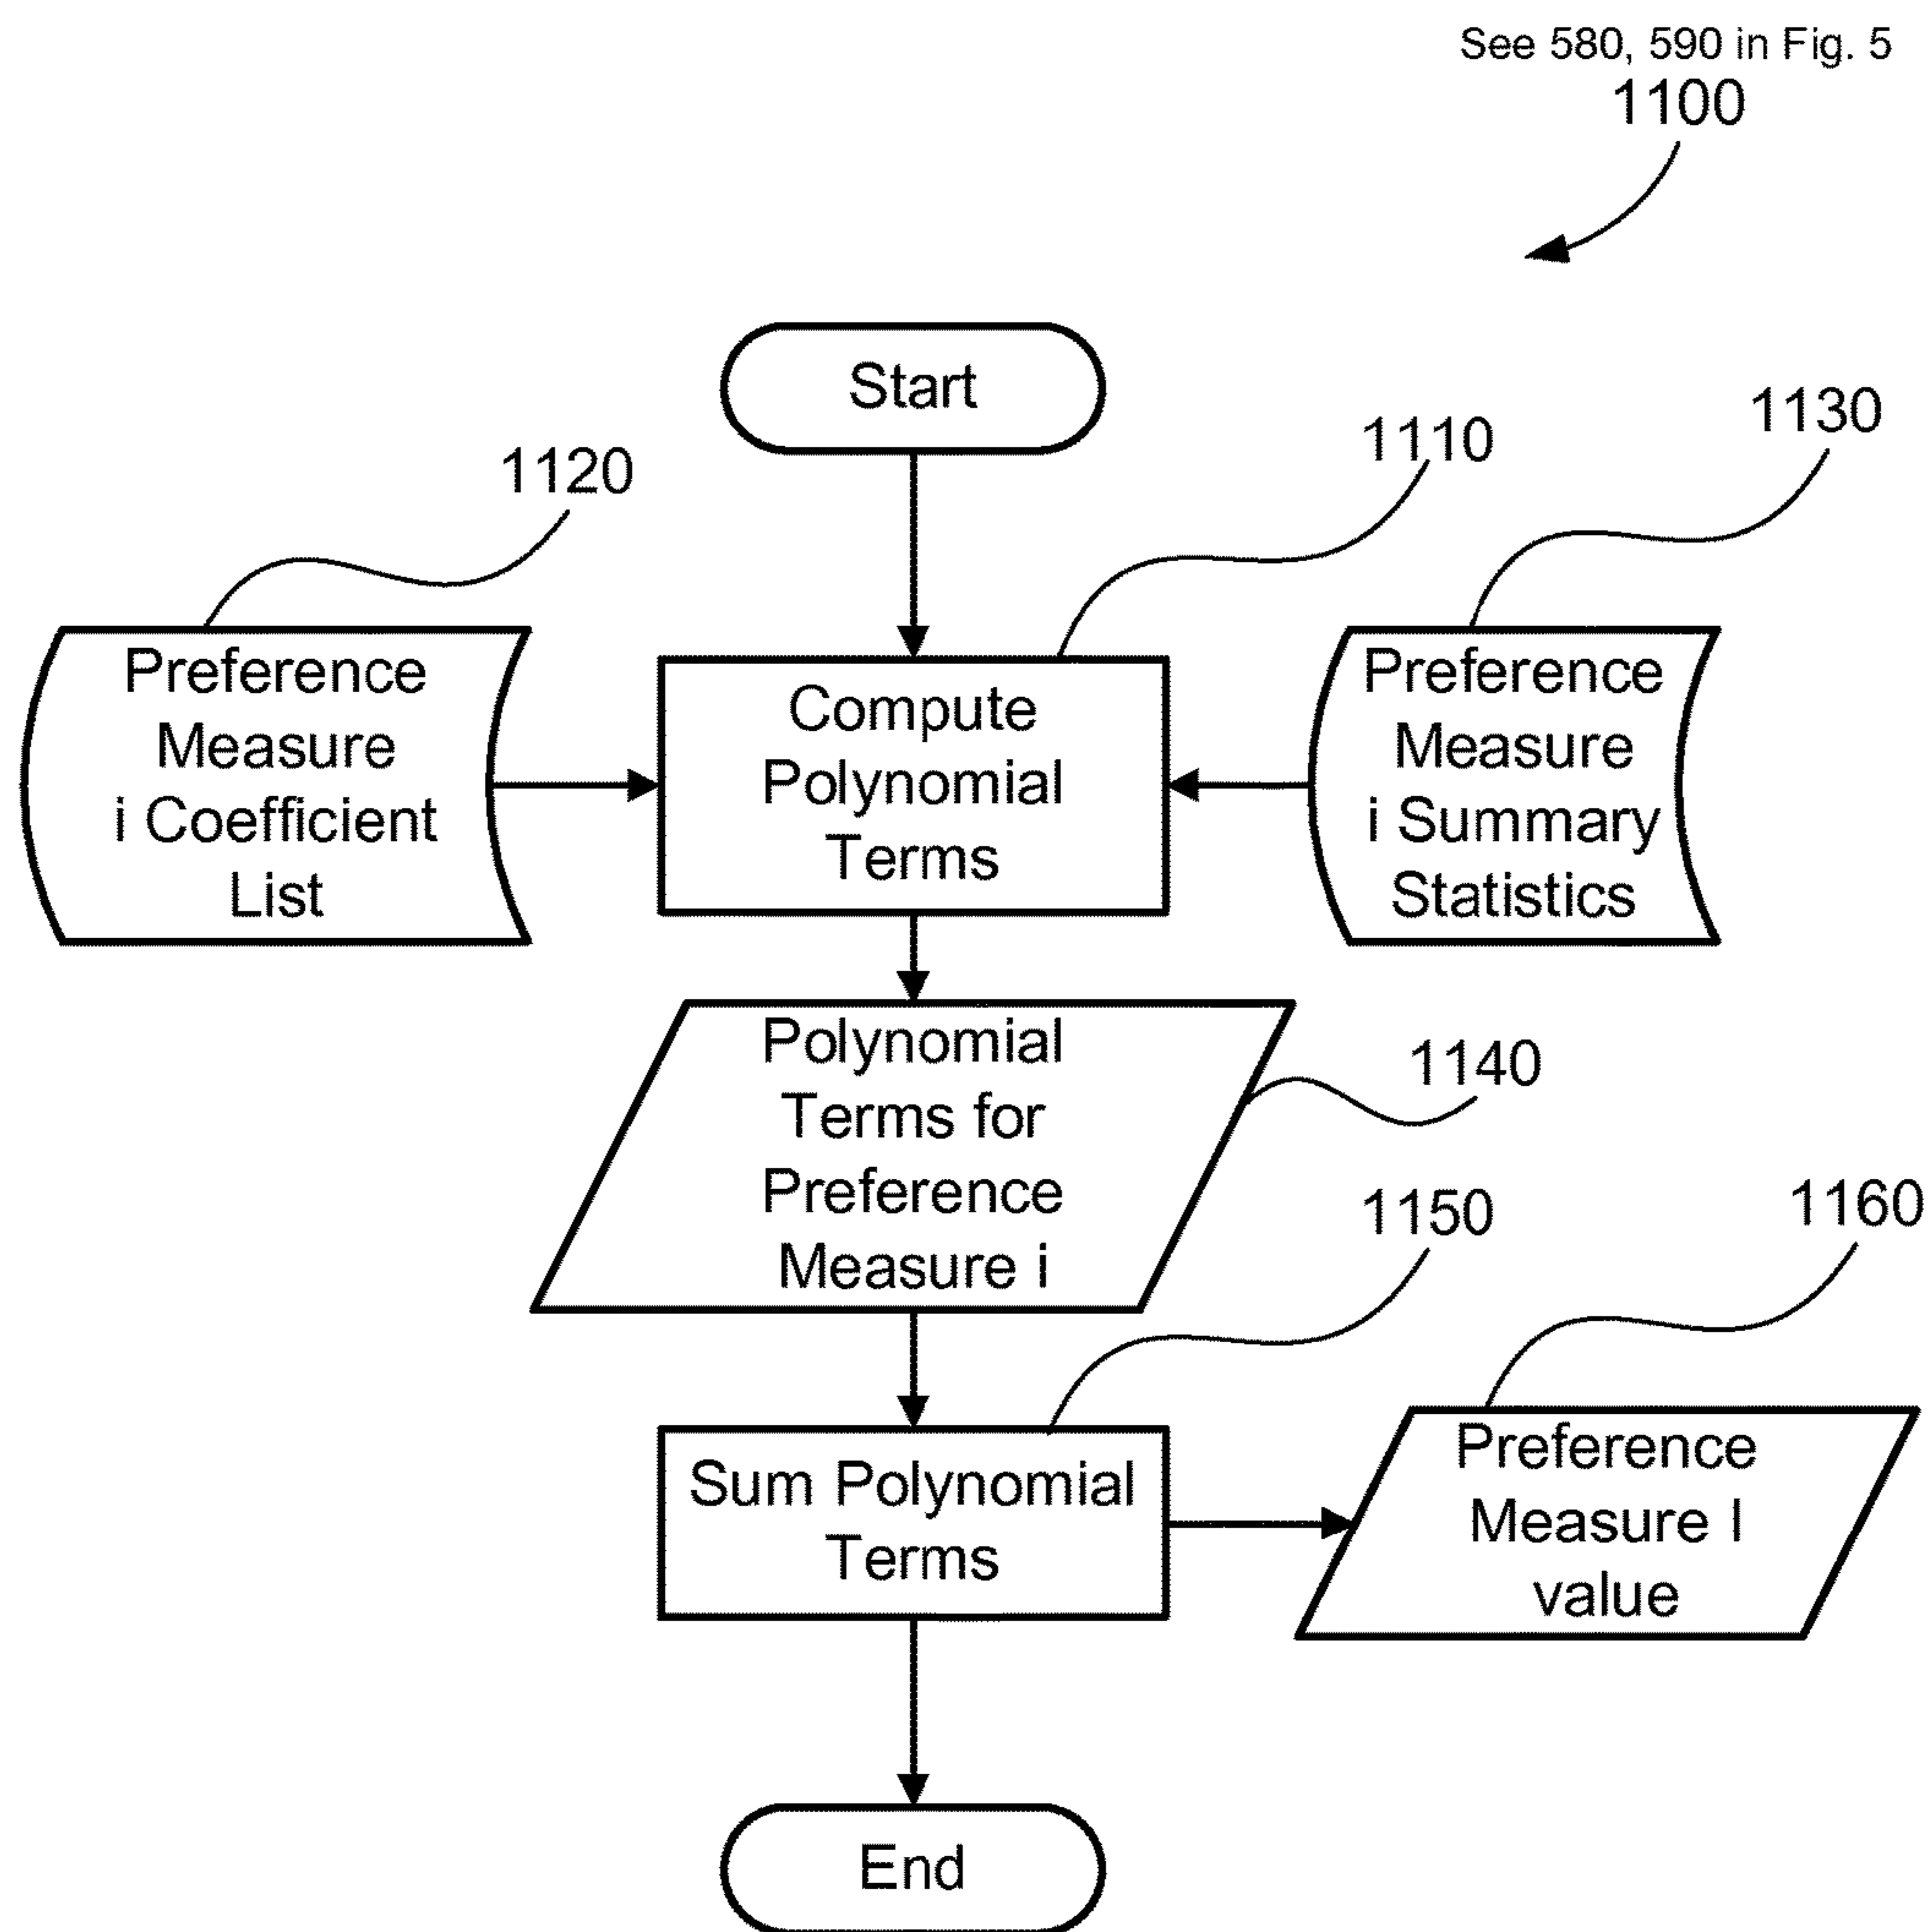 See 580, 590 in Fig. 5
1100
Start
1130
1110
1120
Preference
Measure
i Coefficient
List
Compute
Polynomial
Terms
Preference
Measure
i Summary
Statistics
Polynomial
Terms for
Preference
Measure i
1140
1150
1160
Sum Polynomial
Terms
Preference
Measure I
value
End